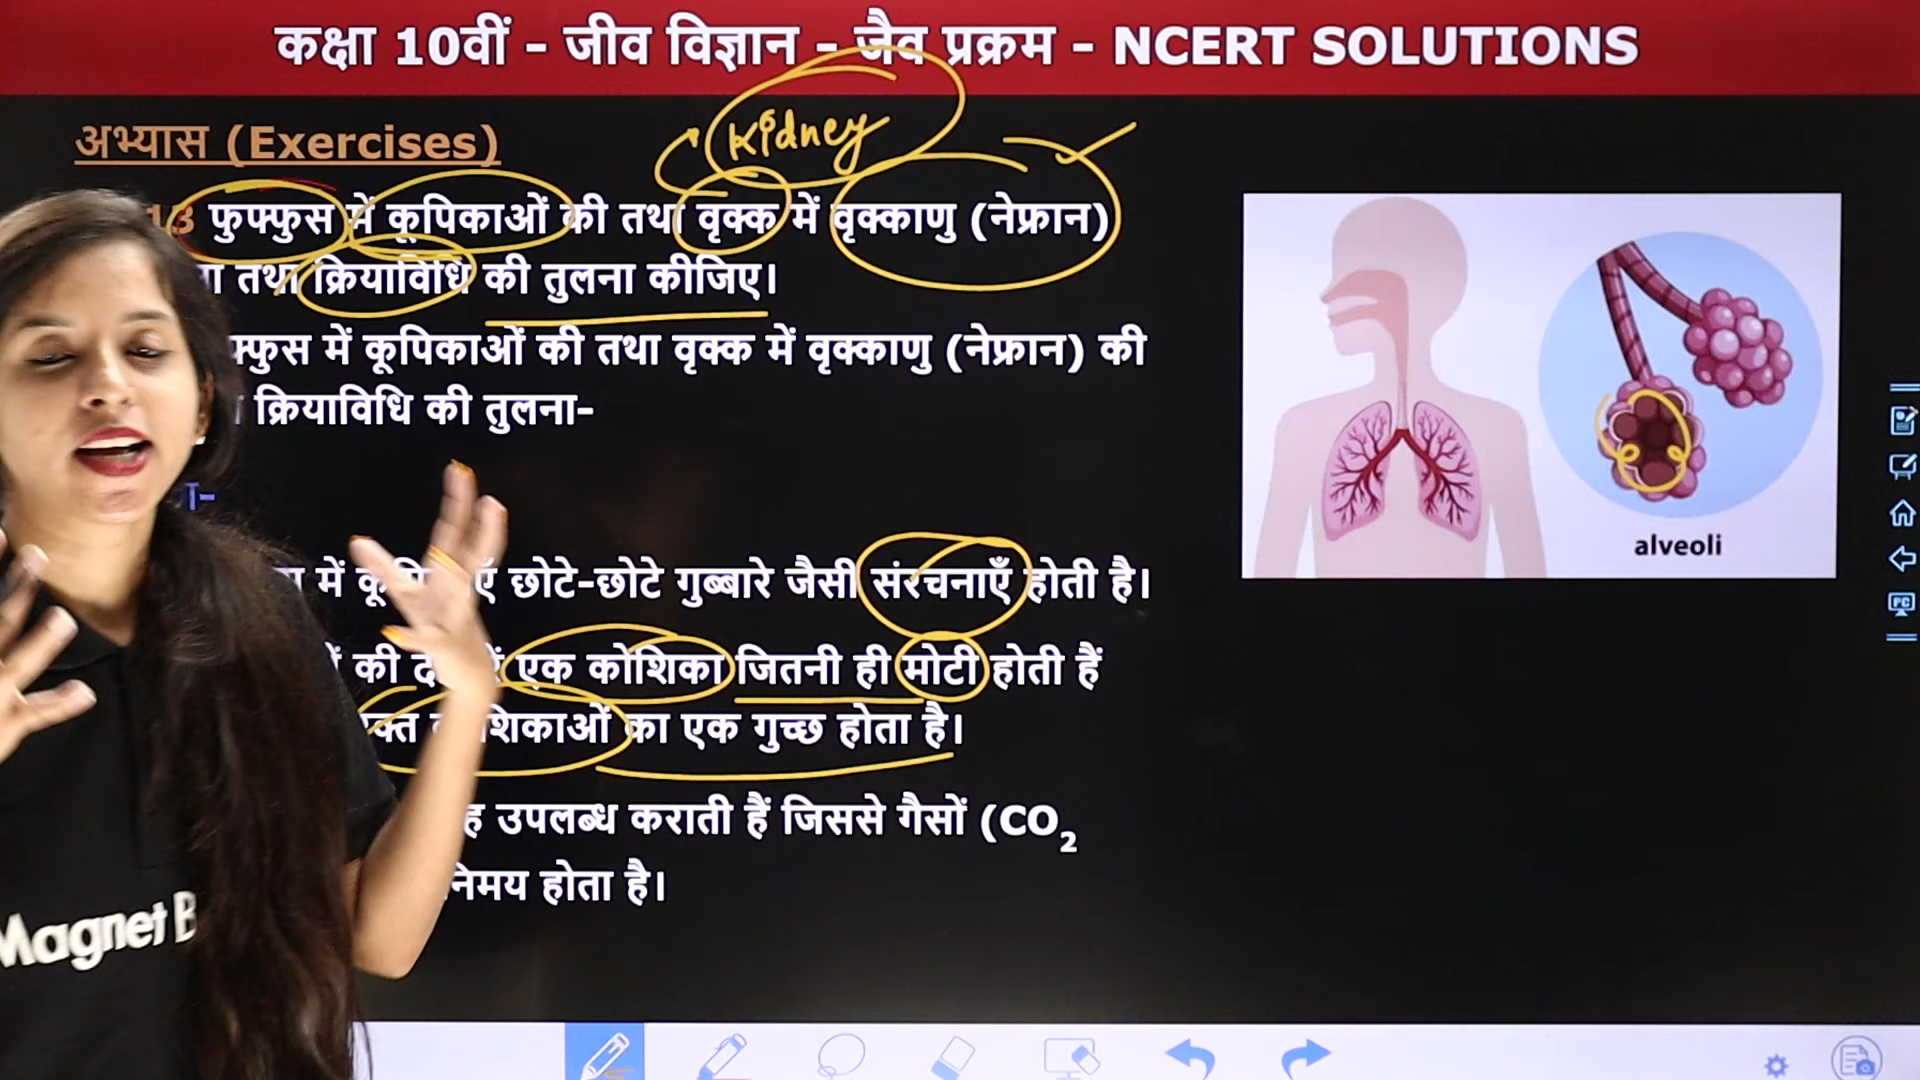 कक्षा 10वीं - जीव विज्ञान - जैव प्रक्रम - NCERT SOLUTIONS
अभ्यास (Exercises)
Kidney
13 फुफ्फुस में कूपिकाओं की तथा वृक्क में वृक्काणु (नेफ्रान)
तथा क्रियाविधि की तुलना कीजिए।
में कूपिकाओं की तथा वृक्क में वृक्काणु (नेफ्रान) की
क्रियाविधि की तुलना-
में छोटे-छोटे गुब्बारे जैसी संरचनाएँ होती है।
की एक कोशिका जितनी ही मोटी होती हैं
का एक गुच्छ होता है।
उपलब्ध कराती हैं जिससे गैसों (CO2
होता है।
alveoli
Magnet B